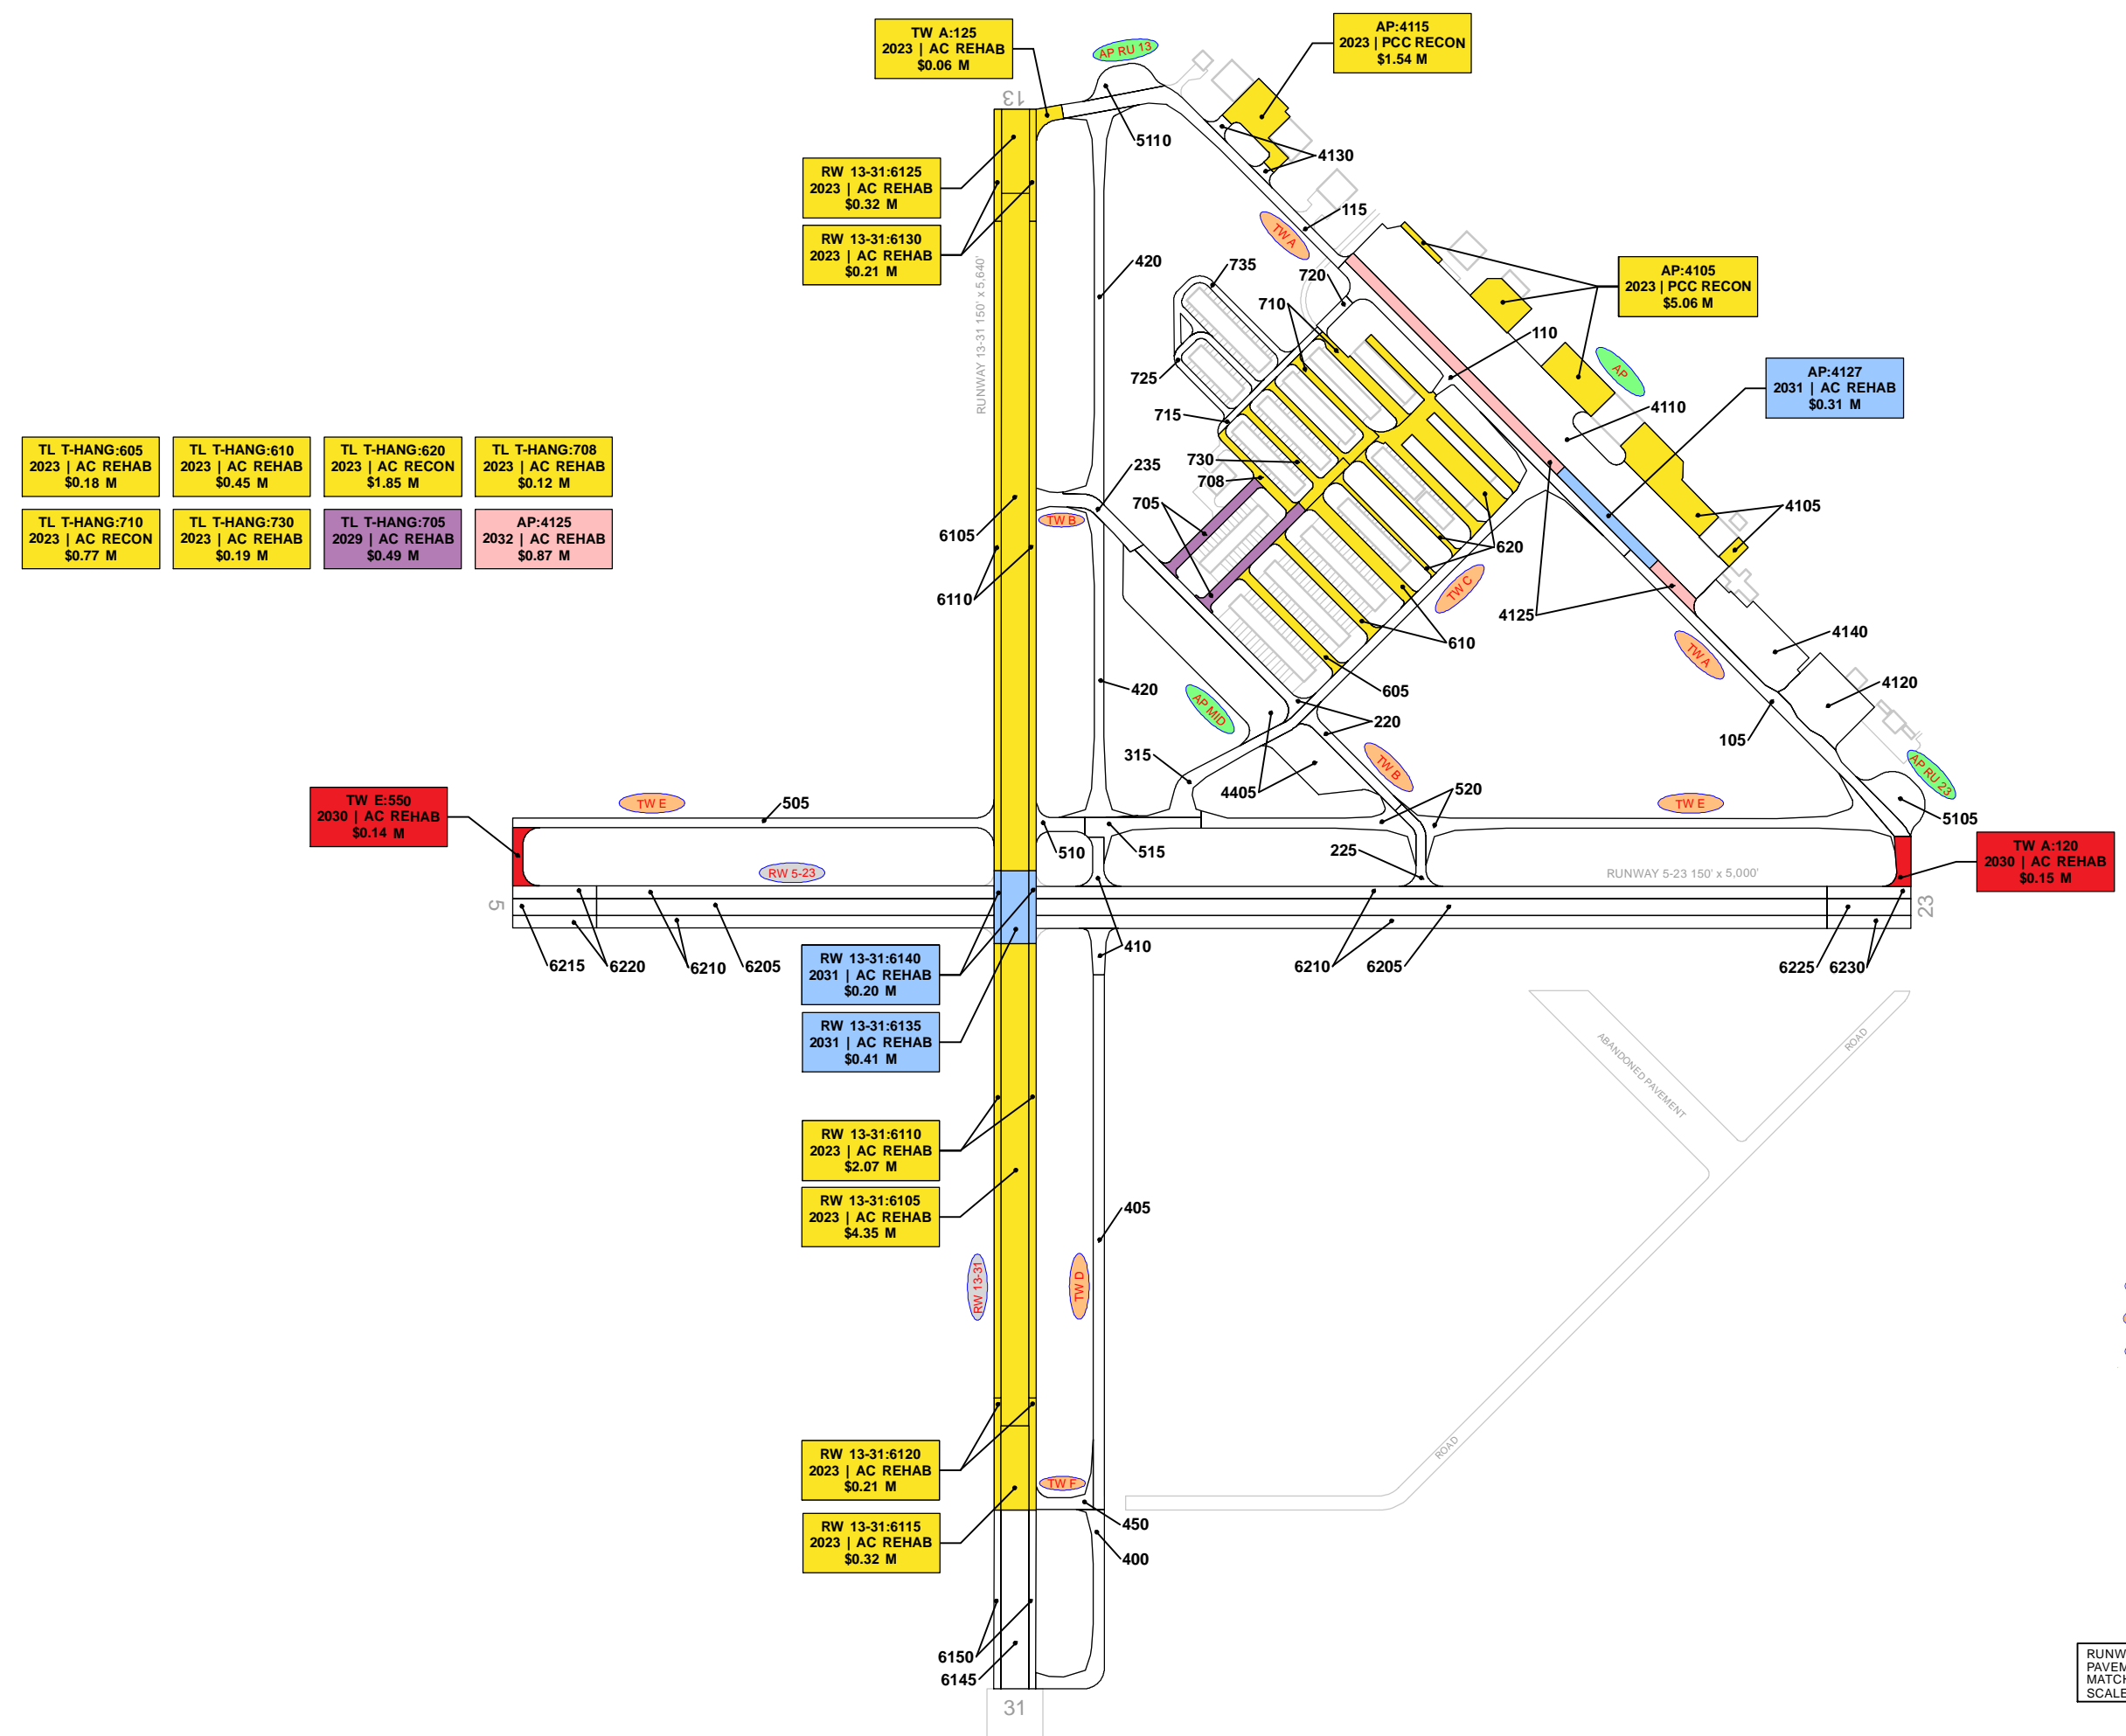 TW A:125
2023 | AC REHAB
$0.06 M
AP RU 13
AP:4115
2023 | PCC RECON
$1.54 M
13
5110
4130
RW 13-31:6125
2023 | AC REHAB
$0.32 M
RW 13-31:6130
2023 | AC REHAB
$0.21 M
115
TW A
RUNWAY 13-31 150' x 5,640'
420
735
720
710
AP:4105
2023 | PCC RECON
$5.06 M
110
AP
725
AP:4127
2031 | AC REHAB
$0.31 M
715
4110
TL T-HANG:605
2023 | AC REHAB
$0.18 M
TL T-HANG:610
2023 | AC REHAB
$0.45 M
TL T-HANG:620
2023 | AC RECON
$1.85 M
TL T-HANG:708
2023 | AC REHAB
$0.12 M
TL T-HANG:710
2023 | AC RECON
$0.77 M
TL T-HANG:730
2023 | AC REHAB
$0.19 M
TL T-HANG:705
2029 | AC REHAB
$0.49 M
AP:4125
2032 | AC REHAB
$0.87 M
235
730
708
705
TW B
6105
4105
620
6110
TW C
4125
610
4140
TW A
605
420
4120
AP MID
220
105
315
TW B
AP RU 23
4405
520
TW E:550
2030 | AC REHAB
$0.14 M
TW E
505
TW E
5105
510
515
225
TW A:120
2030 | AC REHAB
$0.15 M
RW 5-23
RUNWAY 5-23 150' x 5,000'
5
23
6215
6220
6210
6205
410
6210
6205
6225
6230
RW 13-31:6140
2031 | AC REHAB
$0.20 M
RW 13-31:6135
2031 | AC REHAB
$0.41 M
ABANDONED PAVEMENT
ROAD
RW 13-31:6110
2023 | AC REHAB
$2.07 M
RW 13-31:6105
2023 | AC REHAB
$4.35 M
405
RW 13-31
TW D
ROAD
RW 13-31:6120
2023 | AC REHAB
$0.21 M
TW F
RW 13-31:6115
2023 | AC REHAB
$0.32 M
450
400
6150
6145
31
RUNW
PAVEM
MATCH
SCALE